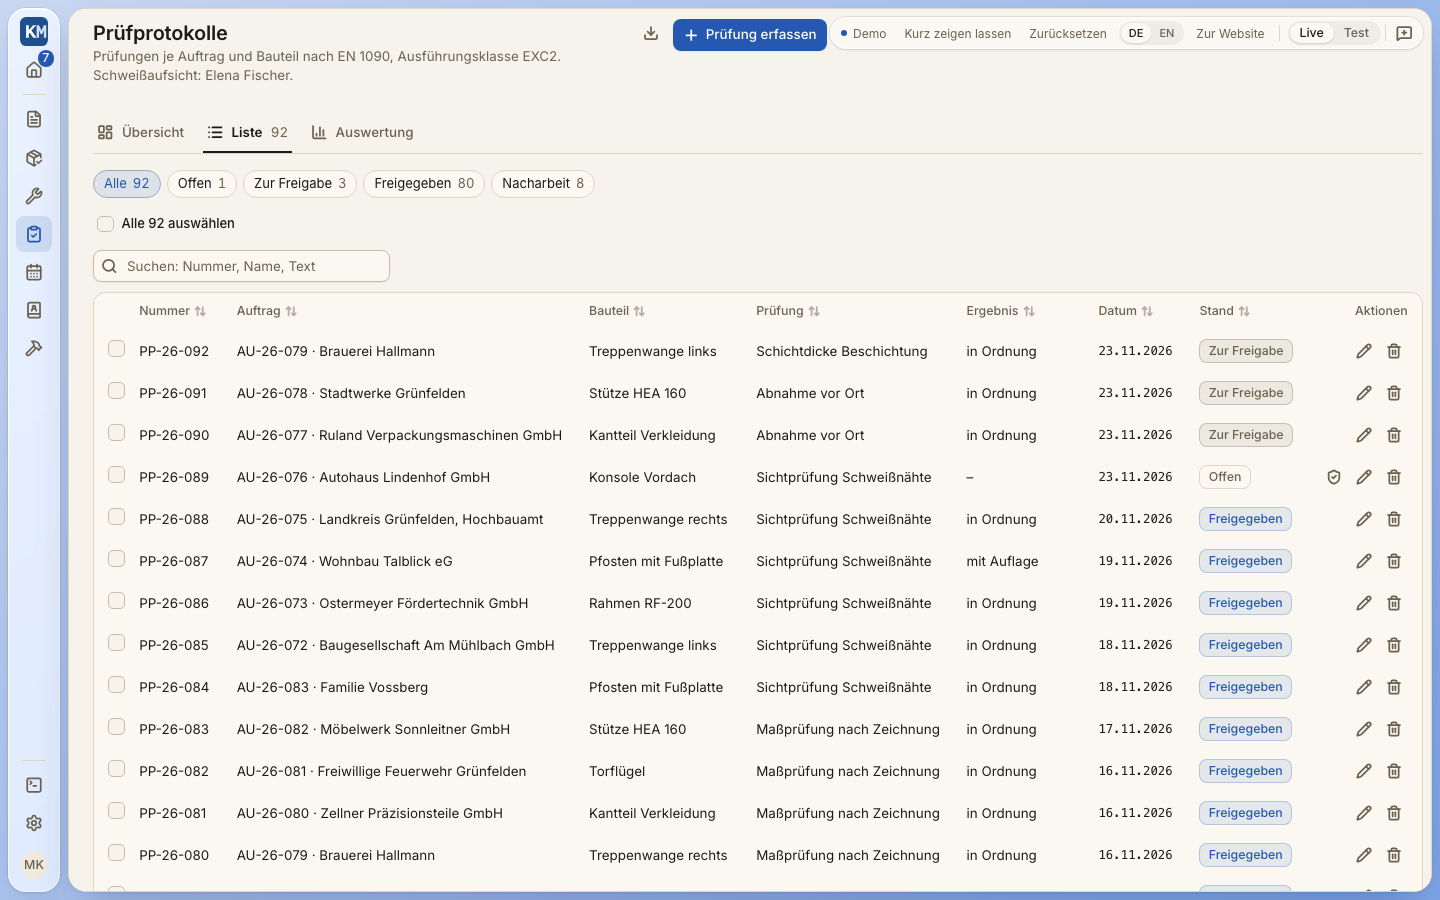 KM
7
Prüfprotokolle
Prüfungen je Auftrag und Bauteil nach EN 1090, Ausführungsklasse EXC2.
Schweißaufsicht: Elena Fischer.
Prüfung erfassen
Demo Kurz zeigen lassen Zurücksetzen DE EN Zur Website Live Test
Übersicht Liste 92 Auswertung
Alle 92 Offen 1 Zur Freigabe 3 Freigegeben 80 Nacharbeit 8
Alle 92 auswählen
Suchen: Nummer, Name, Text
Nummer Auftrag Bauteil Prüfung Ergebnis Datum Stand Aktionen
PP-26-092 AU-26-079 · Brauerei Hallmann Treppenwange links Schichtdicke Beschichtung in Ordnung 23.11.2026 Zur Freigabe
PP-26-091 AU-26-078 · Stadtwerke Grünfelden Stütze HEA 160 Abnahme vor Ort in Ordnung 23.11.2026 Zur Freigabe
PP-26-090 AU-26-077 · Ruland Verpackungsmaschinen GmbH Kantteil Verkleidung Abnahme vor Ort in Ordnung 23.11.2026 Zur Freigabe
PP-26-089 AU-26-076 · Autohaus Lindenhof GmbH Konsole Vordach Sichtprüfung Schweißnähte – 23.11.2026 Offen
PP-26-088 AU-26-075 · Landkreis Grünfelden, Hochbauamt Treppenwange rechts Sichtprüfung Schweißnähte in Ordnung 20.11.2026 Freigegeben
PP-26-087 AU-26-074 · Wohnbau Talblick eG Pfosten mit Fußplatte Sichtprüfung Schweißnähte mit Auflage 19.11.2026 Freigegeben
PP-26-086 AU-26-073 · Ostermeyer Fördertechnik GmbH Rahmen RF-200 Sichtprüfung Schweißnähte in Ordnung 19.11.2026 Freigegeben
PP-26-085 AU-26-072 · Baugesellschaft Am Mühlbach GmbH Treppenwange links Sichtprüfung Schweißnähte in Ordnung 18.11.2026 Freigegeben
PP-26-084 AU-26-083 · Familie Vossberg Pfosten mit Fußplatte Sichtprüfung Schweißnähte in Ordnung 18.11.2026 Freigegeben
PP-26-083 AU-26-082 · Möbelwerk Sonnleitner GmbH Stütze HEA 160 Maßprüfung nach Zeichnung in Ordnung 17.11.2026 Freigegeben
PP-26-082 AU-26-081 · Freiwillige Feuerwehr Grünfelden Torflügel Maßprüfung nach Zeichnung in Ordnung 16.11.2026 Freigegeben
PP-26-081 AU-26-080 · Zellner Präzisionsteile GmbH Kantteil Verkleidung Maßprüfung nach Zeichnung in Ordnung 16.11.2026 Freigegeben
PP-26-080 AU-26-079 · Brauerei Hallmann Treppenwange rechts Maßprüfung nach Zeichnung in Ordnung 16.11.2026 Freigegeben
MK